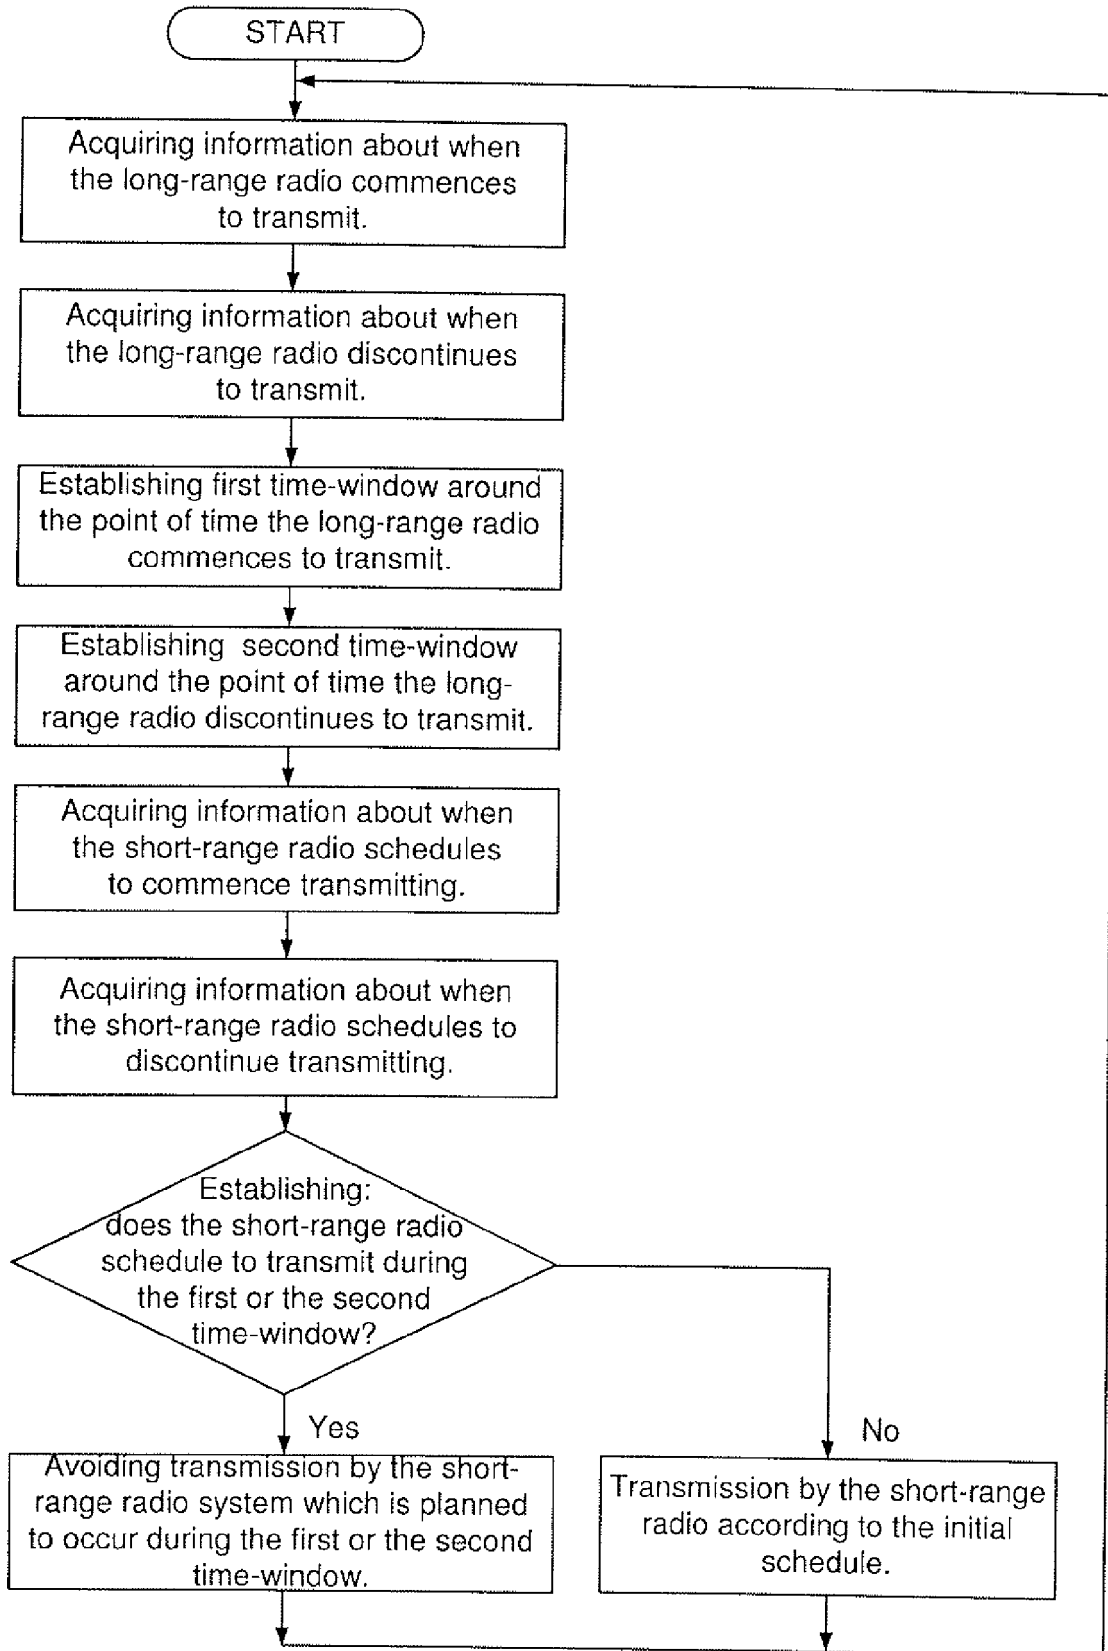 START
Acquiring information about when
the long-range radio commences
to transmit.
Acquiring information about when
the long-range radio discontinues
to transmit.
Establishing first time-window around
the point of time the long-range radio
commences to transmit.
Establishing second time-window
around the point of time the long-
range radio discontinues to transmit.
Acquiring information about when
the short-range radio schedules
to commence transmitting.
Acquiring information about when
the short-range radio schedules to
discontinue transmitting.
Establishing:
does the short-range radio
schedule to transmit during
the first or the second
time-window?
Yes
No
Avoiding transmission by the short-
range radio system which is planned
to occur during the first or the second
time-window.
Transmission by the short-range
radio according to the initial
schedule.